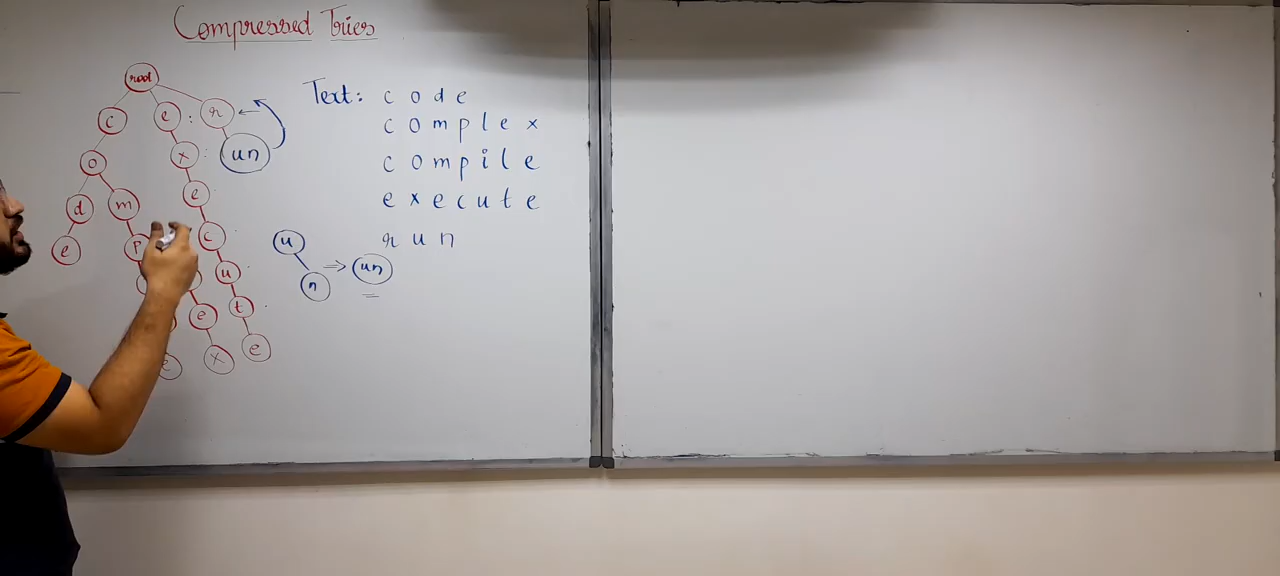 Compressed Tries
root
c e : r ←
o x : un
d m e
e p c
u
e t
e x e
Text: c o d e
c o m p l e x
c o m p i l e
e x e c u t e
r u n
u
n ⇒ un